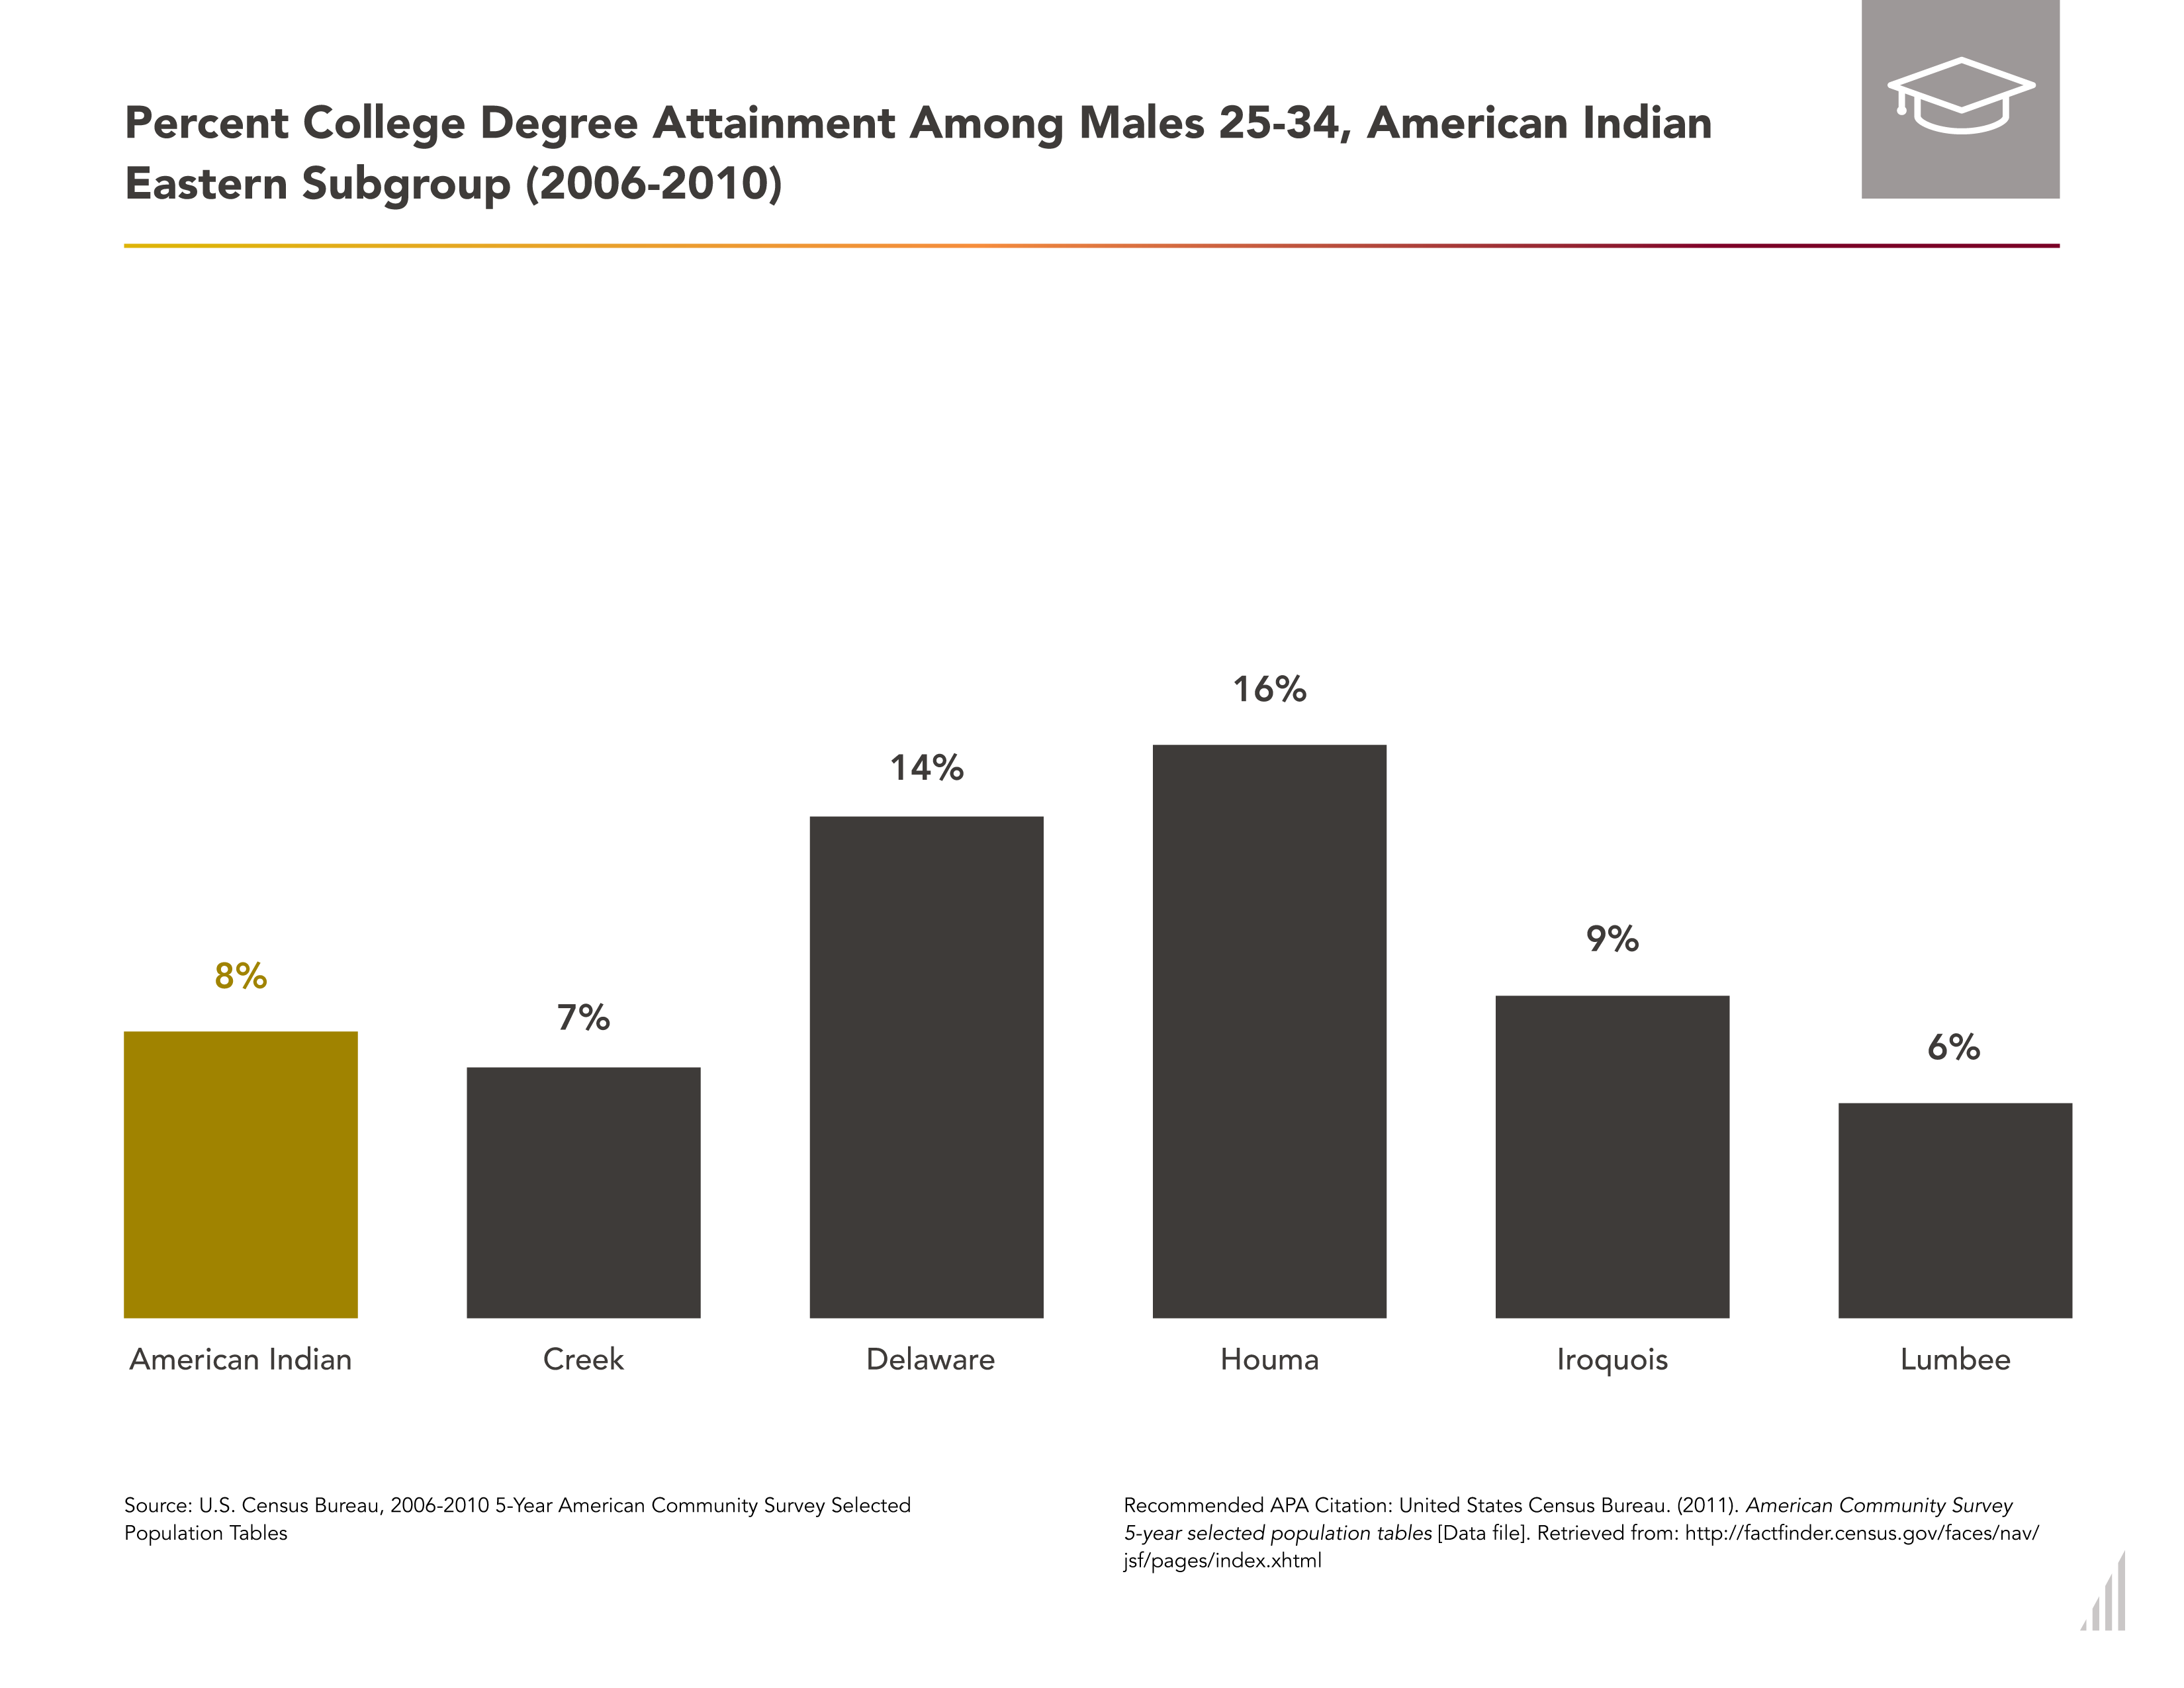 Percent College Degree Attainment Among Males 25-34, American Indian
Eastern Subgroup (2006-2010)
16%
14%
9%
8%
7%
6%
American Indian
Creek
Delaware
Houma
Iroquois
Lumbee
Source: U.S. Census Bureau, 2006-2010 5-Year American Community Survey Selected
Population Tables
Recommended APA Citation: United States Census Bureau. (2011). American Community Survey
5-year selected population tables [Data file]. Retrieved from: http://factfinder.census.gov/faces/nav/
jsf/pages/index.xhtml